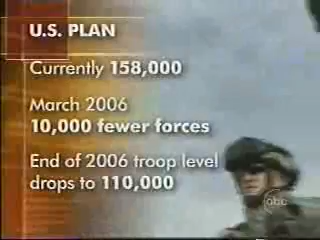 U.S. PLAN
Currently 158,000
March 2006
10,000 fewer forces
End of 2006 troop level
drops to 110,000
abc